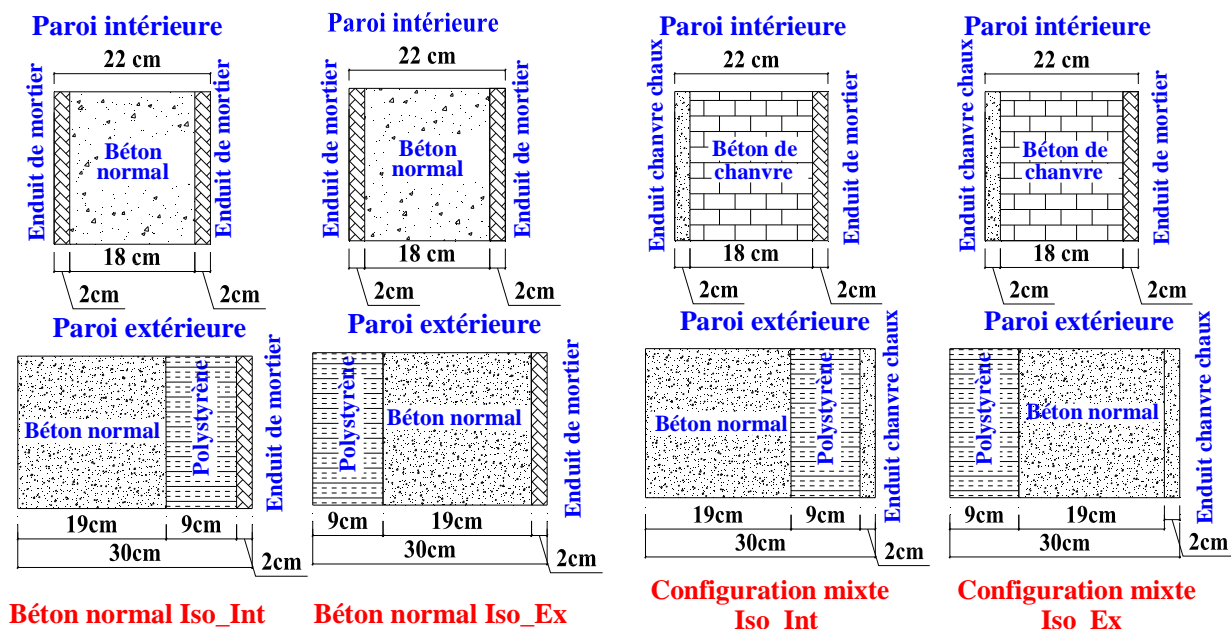 Paroi intérieure
22 cm
Enduit de mortier
Béton
normal
Enduit de mortier
18 cm
2cm
2cm
Paroi extérieure
Béton normal
Polystyrène
Enduit de mortier
19cm
9cm
30cm
2cm
Béton normal Iso_Int
Paroi intérieure
22 cm
Enduit de mortier
Béton
normal
Enduit de mortier
18 cm
2cm
2cm
Paroi extérieure
Polystyrène
Béton normal
Enduit de mortier
9cm
19cm
30cm
2cm
Béton normal Iso_Ex
Paroi intérieure
22 cm
Enduit chanvre chaux
Béton de
chanvre
Enduit de mortier
18 cm
2cm
2cm
Paroi extérieure
Béton normal
Polystyrène
Enduit chanvre chaux
19cm
9cm
30cm
2cm
Configuration mixte
Iso_Int
Paroi intérieure
22 cm
Enduit chanvre chaux
Béton de
chanvre
Enduit de mortier
18 cm
2cm
2cm
Paroi extérieure
Polystyrène
Béton normal
Enduit chanvre chaux
9cm
19cm
30cm
2cm
Configuration mixte
Iso_Ex